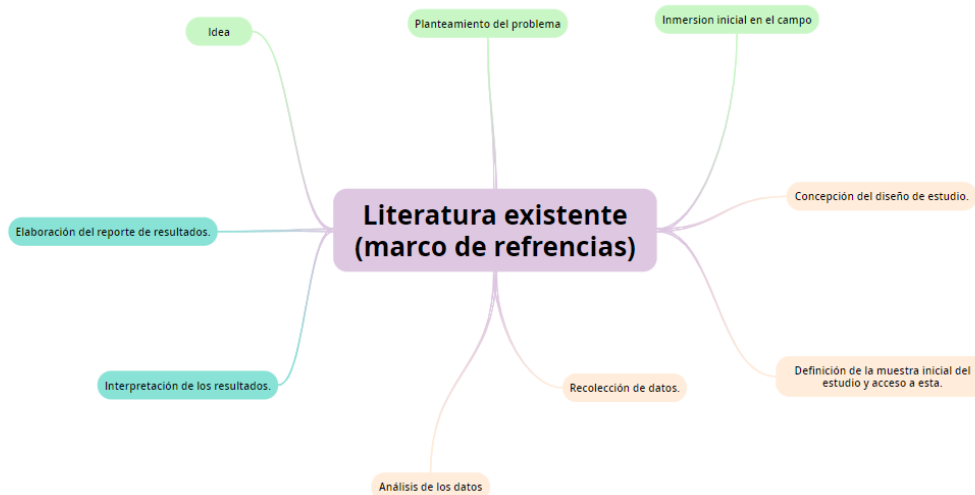 Idea
Planteamiento del problema
Inmersion inicial en el campo
Concepción del diseño de estudio.
Literatura existente
(marco de refrencias)
Elaboración del reporte de resultados.
Definición de la muestra inicial del
estudio y acceso a esta.
Interpretación de los resultados.
Recolección de datos.
Análisis de los datos